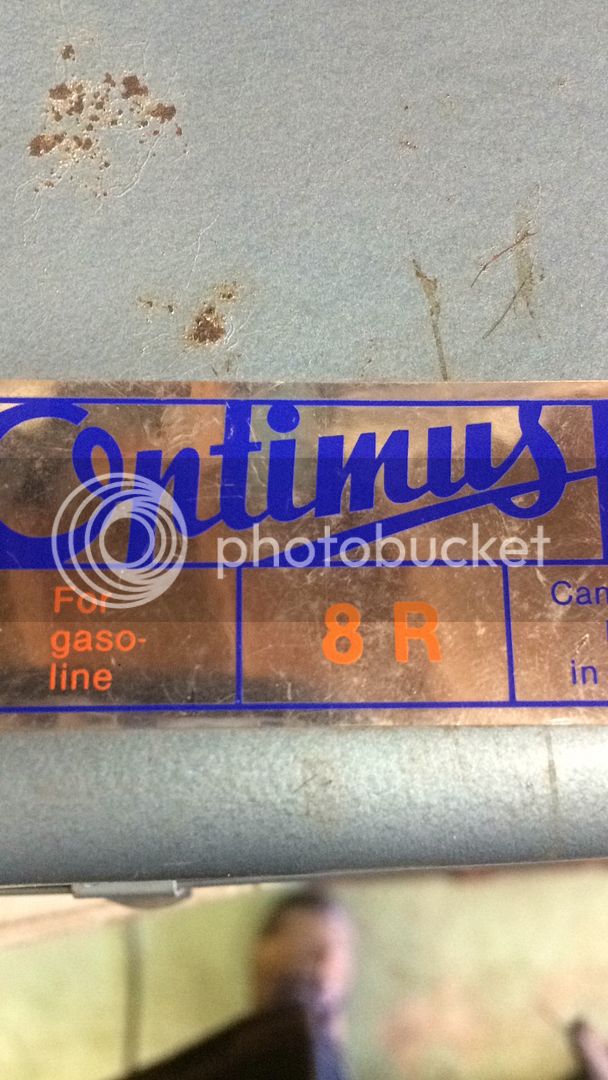 Optimus
photobucket
For
gaso-
line
8 R
Can
in